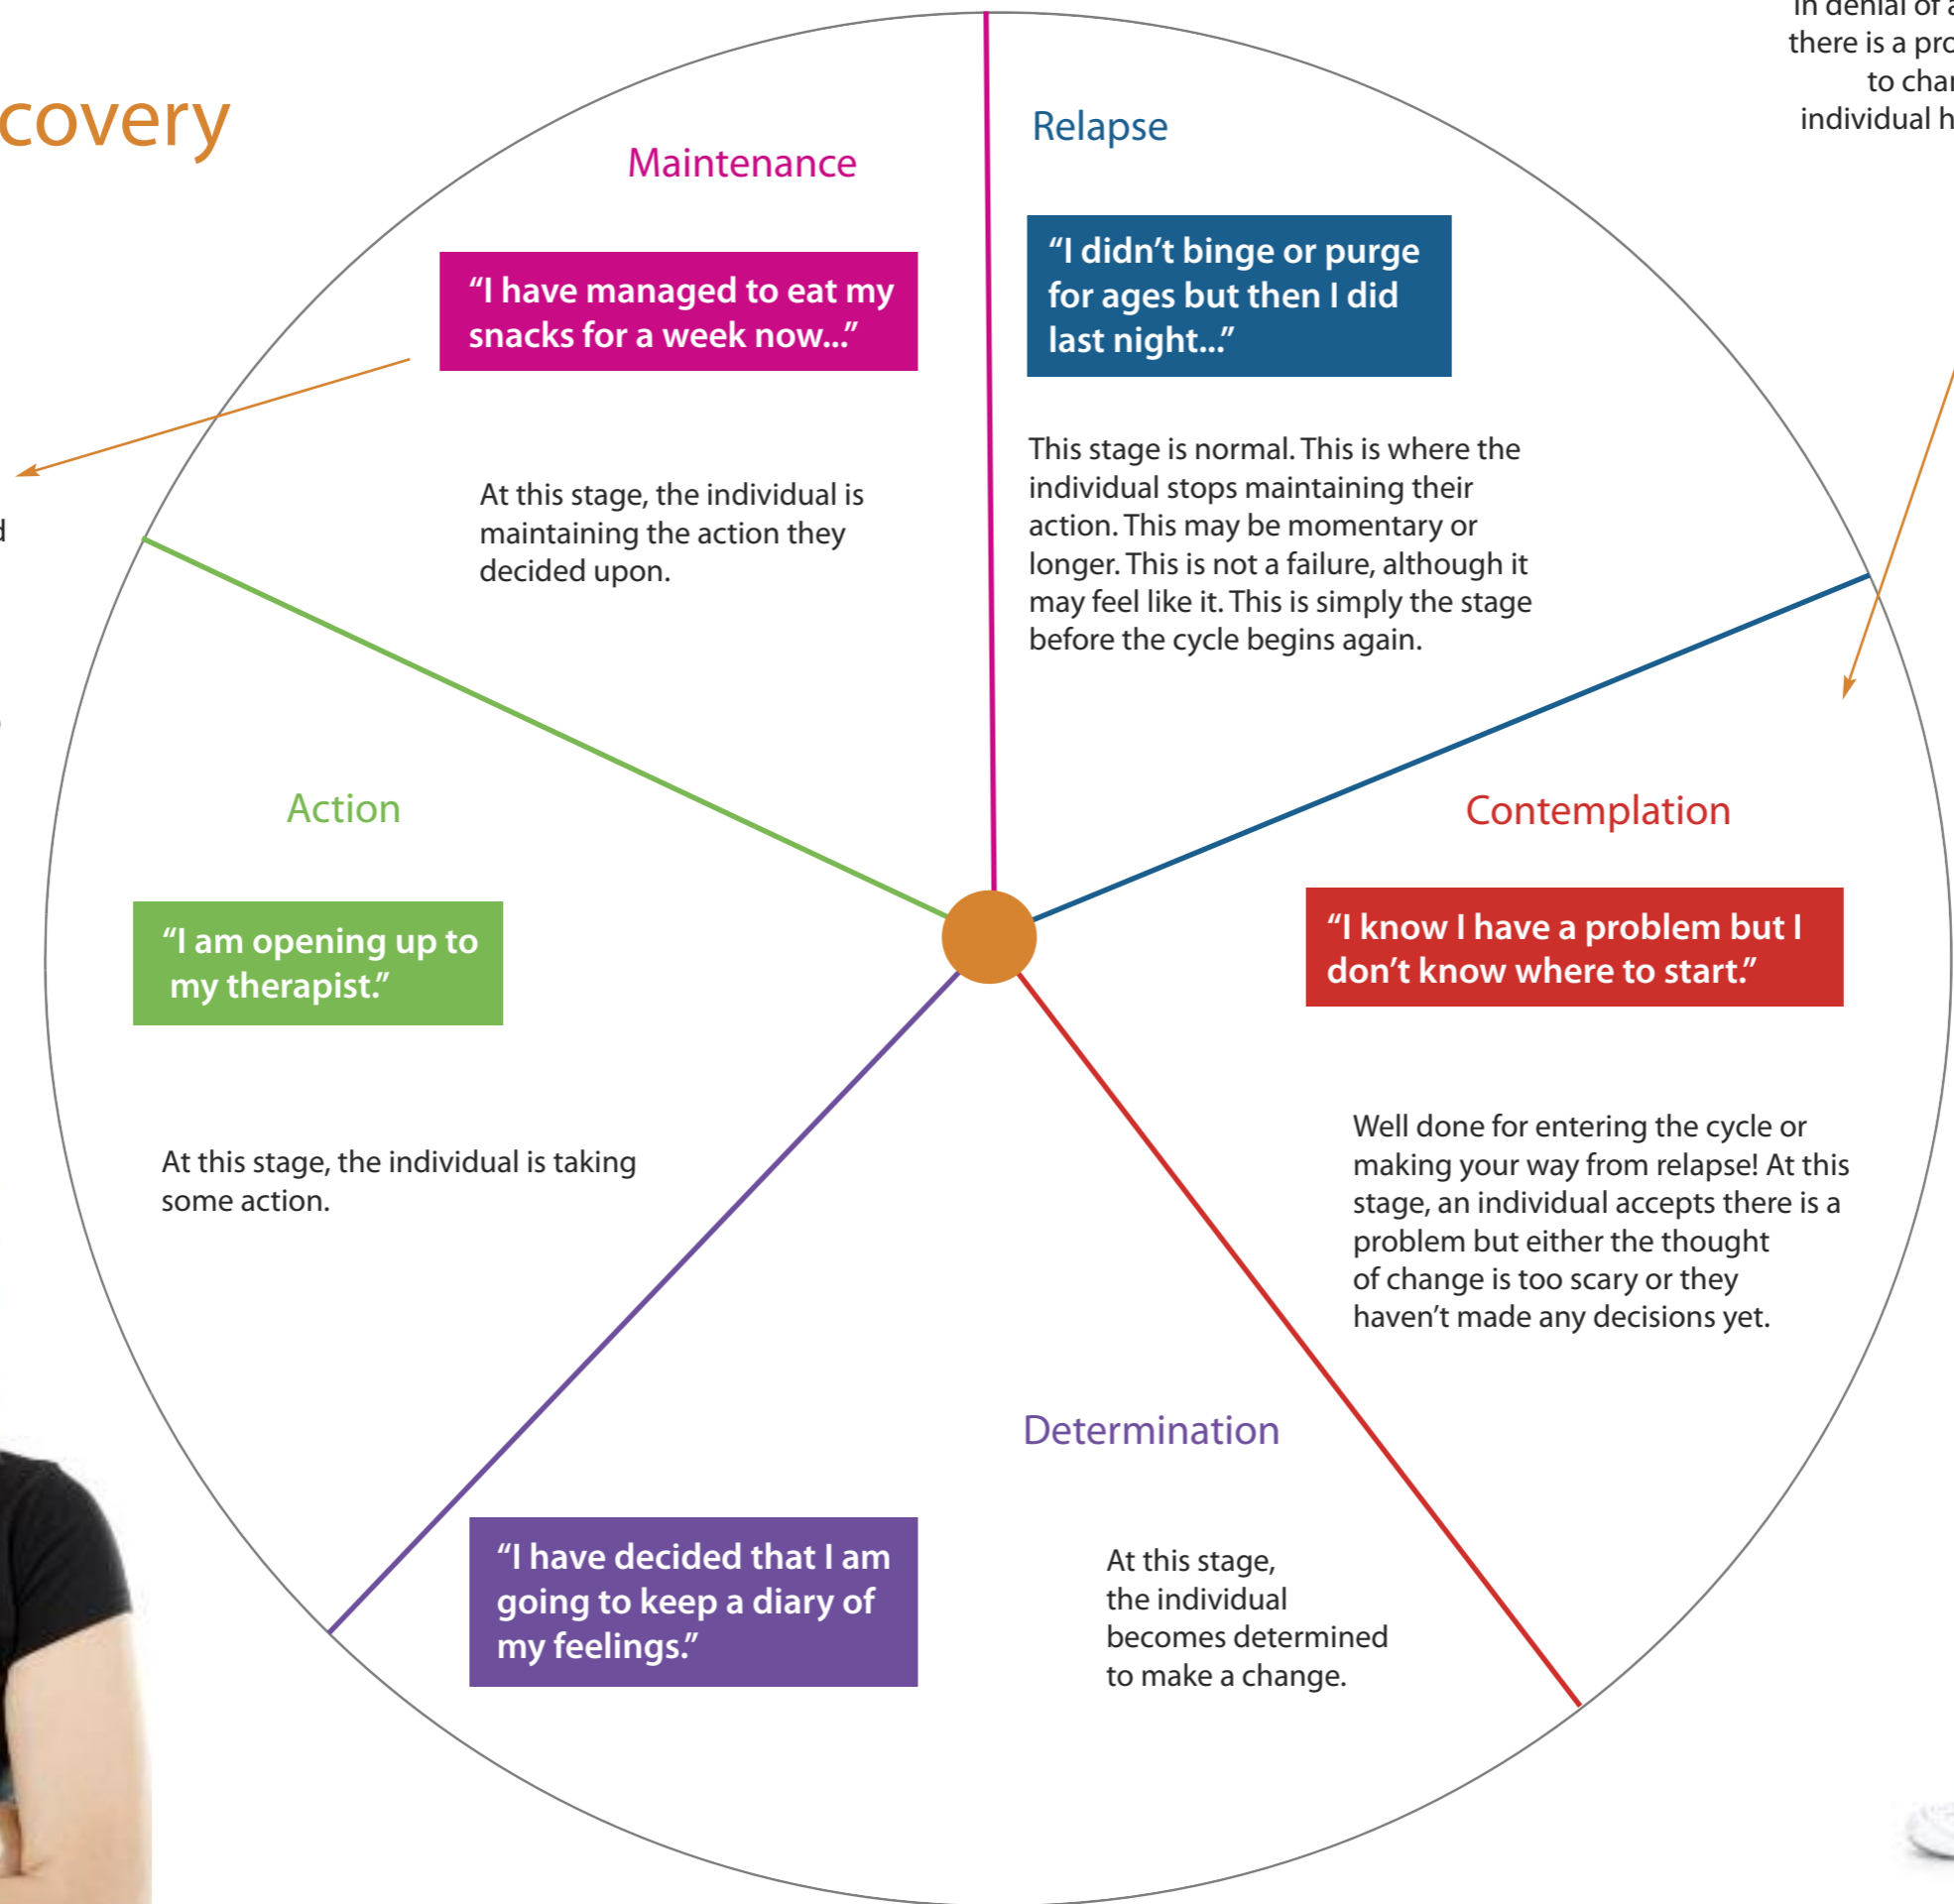 covery
in denial of
there is a
to
individual
Maintenance
“I have managed to eat my
snacks for a week now...”
At this stage, the individual is
maintaining the action they
decided upon.
Relapse
“I didn’t binge or purge
for ages but then I did
last night...”
This stage is normal. This is where the
individual stops maintaining their
action. This may be momentary or
longer. This is not a failure, although it
may feel like it. This is simply the stage
before the cycle begins again.
Action
“I am opening up to
my therapist.”
At this stage, the individual is taking
some action.
Contemplation
“I know I have a problem but I
don’t know where to start.”
Well done for entering the cycle or
making your way from relapse! At this
stage, an individual accepts there is a
problem but either the thought
of change is too scary or they
haven’t made any decisions yet.
Determination
“I have decided that I am
going to keep a diary of
my feelings.”
At this stage,
the individual
becomes determined
to make a change.